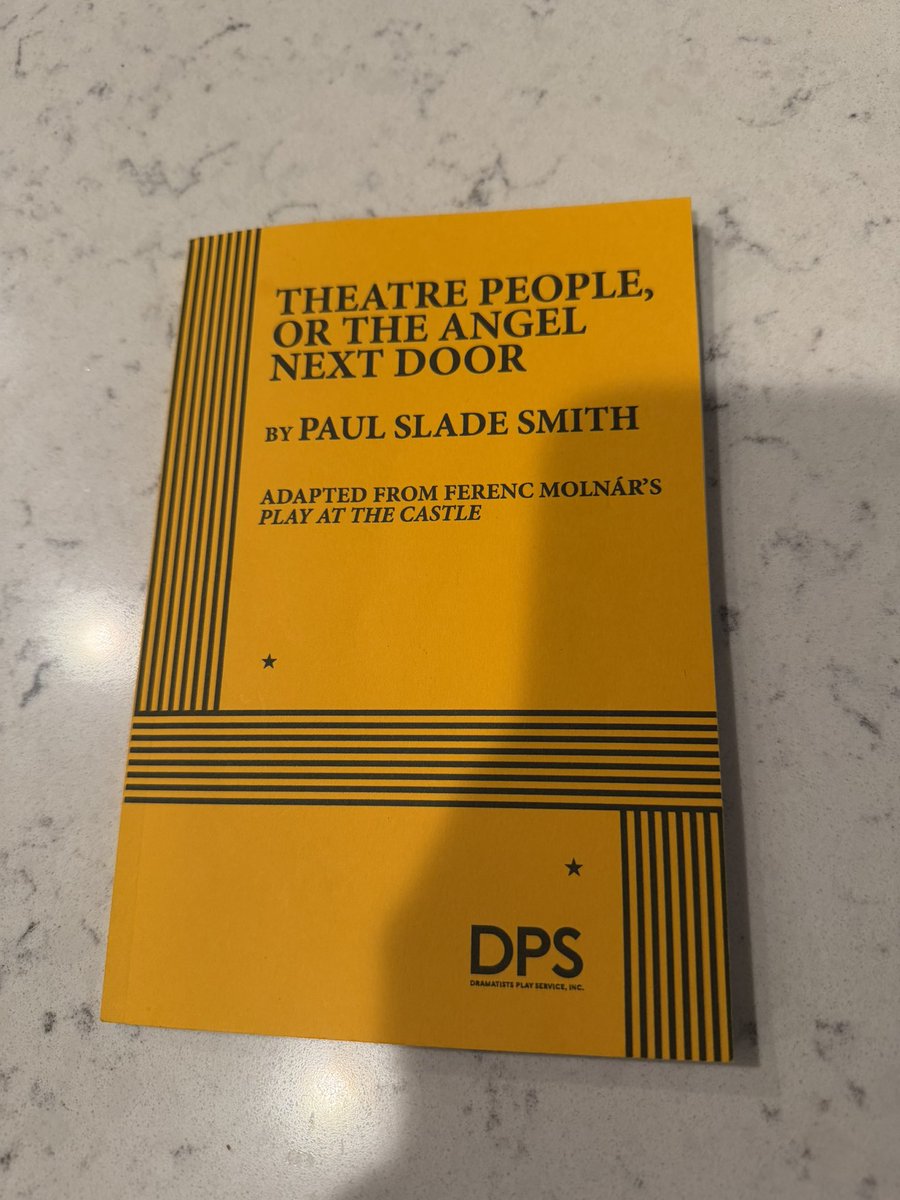 THEATRE PEOPLE,
OR THE ANGEL
NEXT DOOR
BY PAUL SLADE SMITH
ADAPTED FROM FERENC MOLNÁR'S
PLAY AT THE CASTLE
DPS
DRAMATISTS PLAY SERVICE, INC.